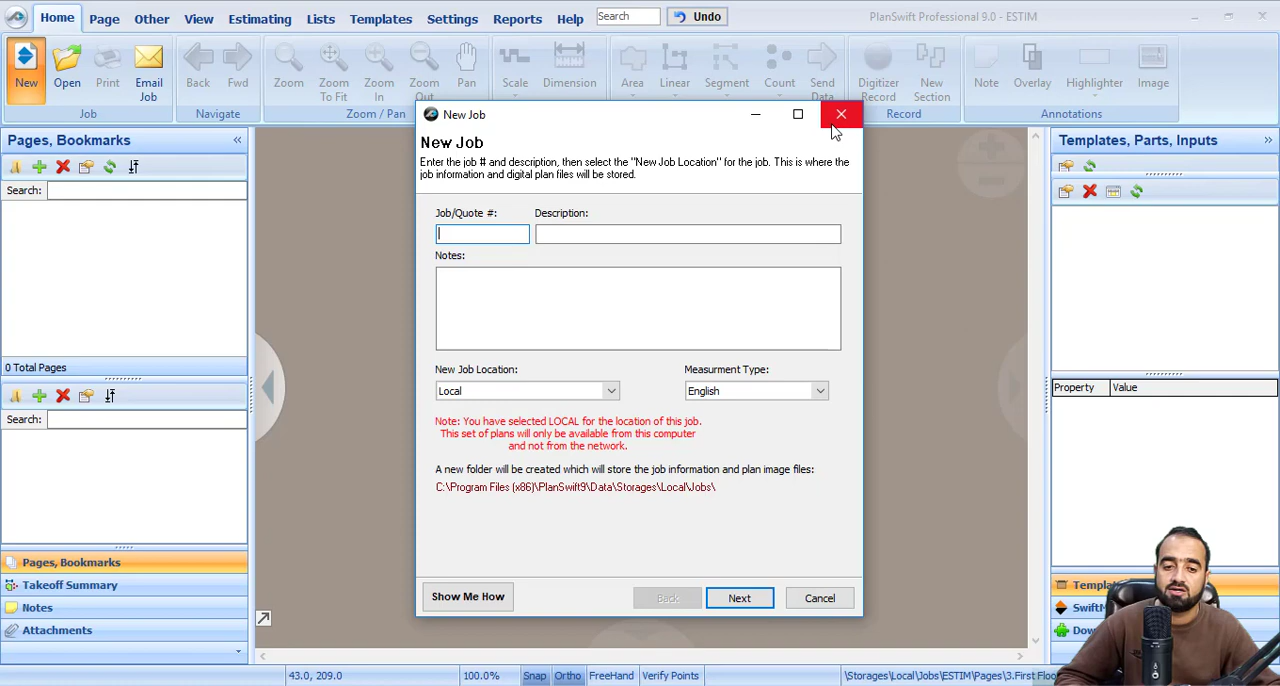 Home Page Other View Estimating Lists Templates Settings Reports Help Search Undo PlanSwift Professional 9.0 - ESTIM
New Open Print Email Job Back Fwd Zoom Zoom To Fit Zoom In Zoom Out Pan Scale Dimension Area Linear Segment Count Send Data Digitizer Record New Section Note Overlay Highlighter Image
Job Navigate Zoom / Pan Record Annotations
Pages, Bookmarks
Search:
0 Total Pages
Search:
Pages, Bookmarks
Takeoff Summary
Notes
Attachments
New Job
New Job
Enter the job # and description, then select the "New Job Location" for the job. This is where the
job information and digital plan files will be stored.
Job/Quote #: Description:
Notes:
New Job Location: Measurment Type:
Local English
Note: You have selected LOCAL for the location of this job.
This set of plans will only be available from this computer
and not from the network.
A new folder will be created which will store the job information and plan image files:
C:\Program Files (x86)\PlanSwift9\Data\Storages\Local\Jobs\
Show Me How Back Next Cancel
Templates, Parts, Inputs
Property Value
43.0, 209.0 100.0% Snap Ortho FreeHand Verify Points \Storages\Local\Jobs\ESTIM\Pages\3.First